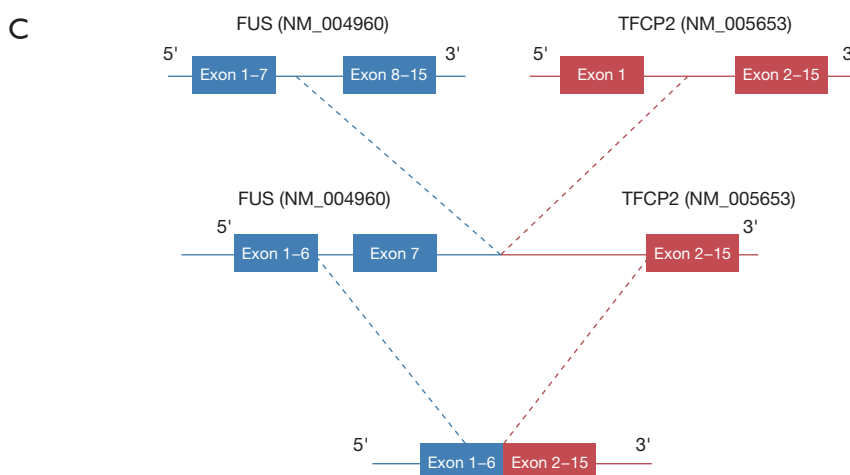 C
FUS (NM_004960)
TFCP2 (NM_005653)
5' Exon 1–7 Exon 8–15 3'
5' Exon 1 Exon 2–15 3'
FUS (NM_004960)
TFCP2 (NM_005653)
5' Exon 1–6 Exon 7 Exon 2–15 3'
5' Exon 1–6 Exon 2–15 3'